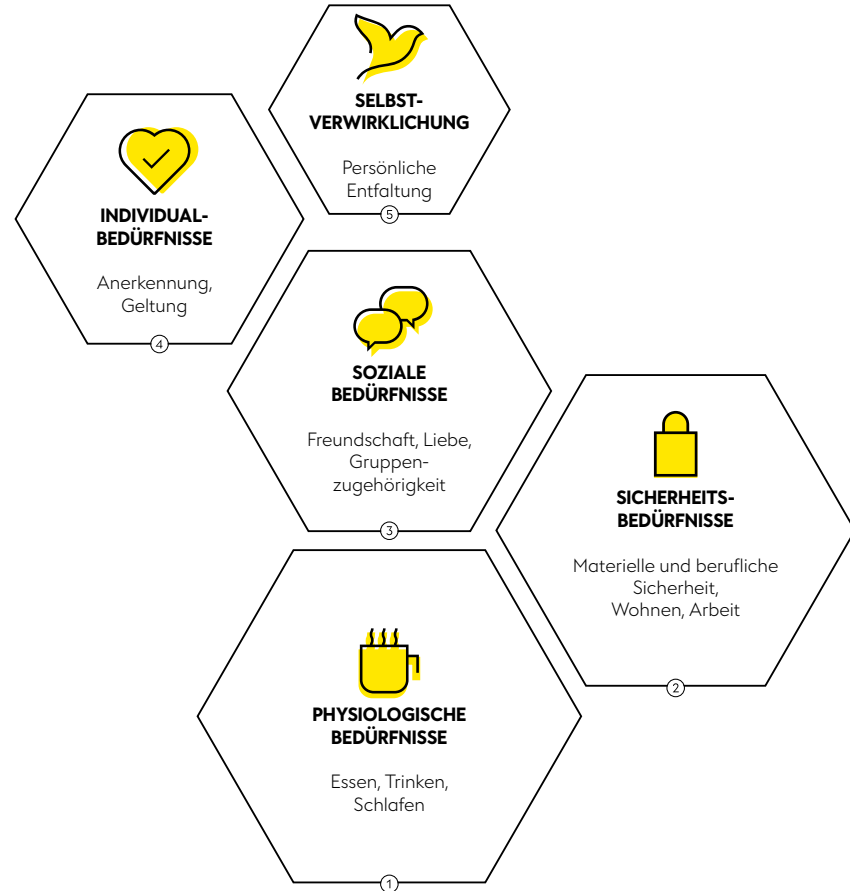 SELBST-
VERWIRKLICHUNG
Persönliche
Entfaltung
5
INDIVIDUAL-
BEDÜRFNISSE
Anerkennung,
Geltung
4
SOZIALE
BEDÜRFNISSE
Freundschaft, Liebe,
Gruppen-
zugehörigkeit
3
SICHERHEITS-
BEDÜRFNISSE
Materielle und berufliche
Sicherheit,
Wohnen, Arbeit
2
PHYSIOLOGISCHE
BEDÜRFNISSE
Essen, Trinken,
Schlafen
1